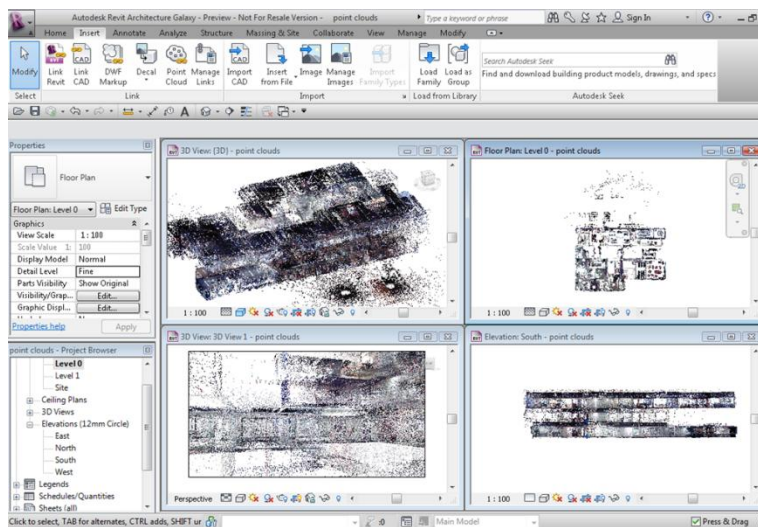 Autodesk Revit Architecture Galaxy - Preview - Not For Resale Version - point clouds
Type a keyword or phrase
Sign In
Home Insert Annotate Analyze Structure Massing & Site Collaborate View Manage Modify
Modify
Link Revit
Link CAD
DWF Markup
Decal
Point Cloud
Manage Links
Import CAD
Insert from File
Image
Manage Images
Import Family Types
Load Family
Load as Group
Search Autodesk Seek
Find and download building product models, drawings, and specs
Select Link Import Load from Library Autodesk Seek
Properties
Floor Plan
Floor Plan: Level 0 Edit Type
Graphics
View Scale 1 : 100
Scale Value 1: 100
Display Model Normal
Detail Level Fine
Parts Visibility Show Original
Visibility/Grap... Edit...
Graphic Displ... Edit...
Properties help Apply
point clouds - Project Browser
Level 0
Level 1
Site
Ceiling Plans
3D Views
Elevations (12mm Circle)
East
North
South
West
Legends
Schedules/Quantities
Sheets (all)
3D View: {3D} - point clouds
1 : 100
Floor Plan: Level 0 - point clouds
1 : 100
3D View: 3D View 1 - point clouds
Perspective
Elevation: South - point clouds
1 : 100
Click to select, TAB for alternates, CTRL adds, SHIFT ur
:0
Main Model
Press & Drag